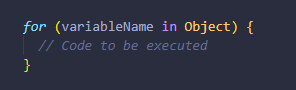 for (variableName in Object) {
  // Code to be executed
}